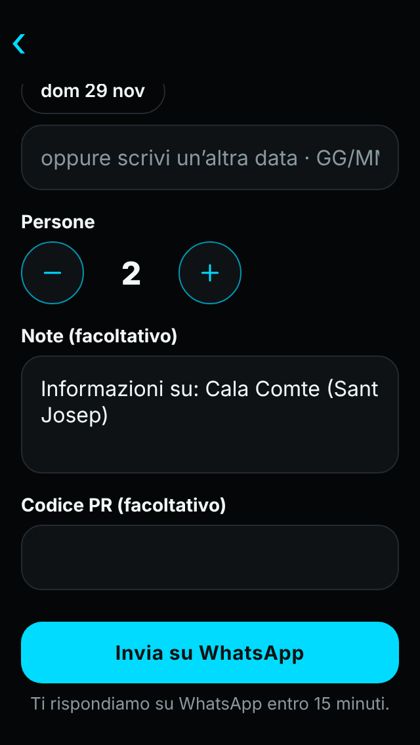 dom 29 nov
oppure scrivi un’altra data · GG/MM
Persone
2
Note (facoltativo)
Informazioni su: Cala Comte (Sant
Josep)
Codice PR (facoltativo)
Invia su WhatsApp
Ti rispondiamo su WhatsApp entro 15 minuti.